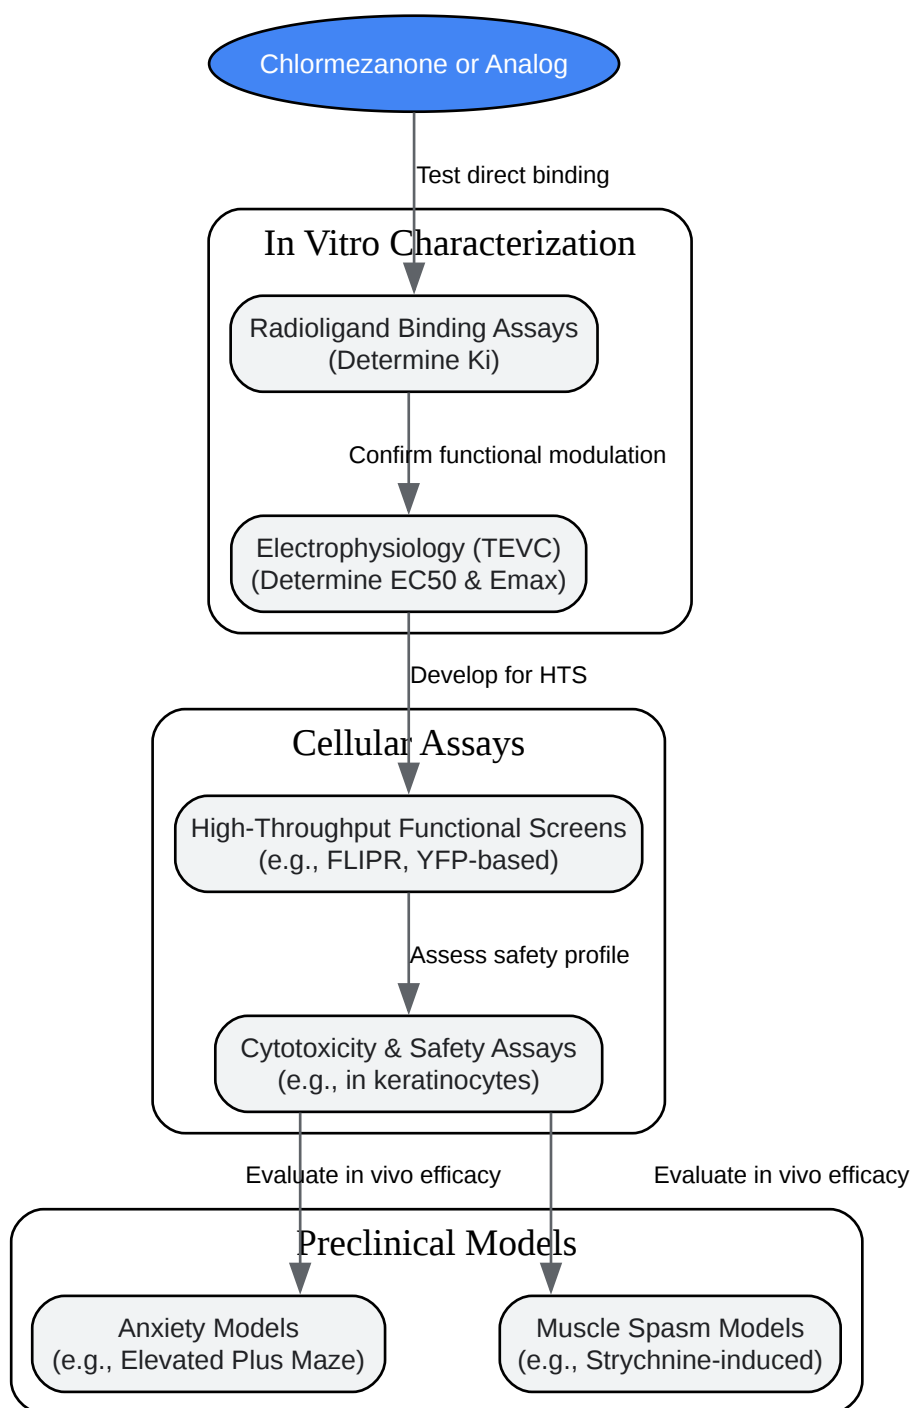 Chlormezanone or Analog
Test direct binding
In Vitro Characterization
Radioligand Binding Assays
(Determine Ki)
Confirm functional modulation
Electrophysiology (TEVC)
(Determine EC50 & Emax)
Develop for HTS
Cellular Assays
High-Throughput Functional Screens
(e.g., FLIPR, YFP-based)
Assess safety profile
Cytotoxicity & Safety Assays
(e.g., in keratinocytes)
Evaluate in vivo efficacy
Evaluate in vivo efficacy
Preclinical Models
Anxiety Models
(e.g., Elevated Plus Maze)
Muscle Spasm Models
(e.g., Strychnine-induced)